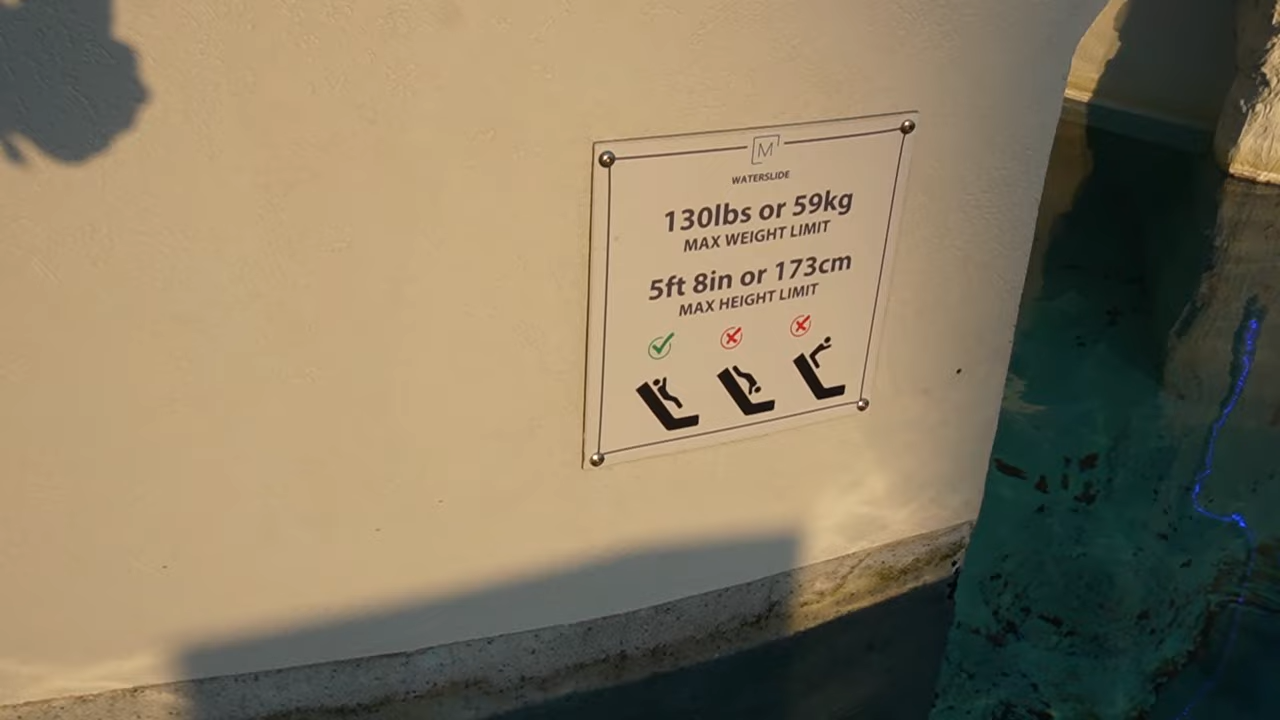 M
WATERSLIDE
130lbs or 59kg
MAX WEIGHT LIMIT
5ft 8in or 173cm
MAX HEIGHT LIMIT